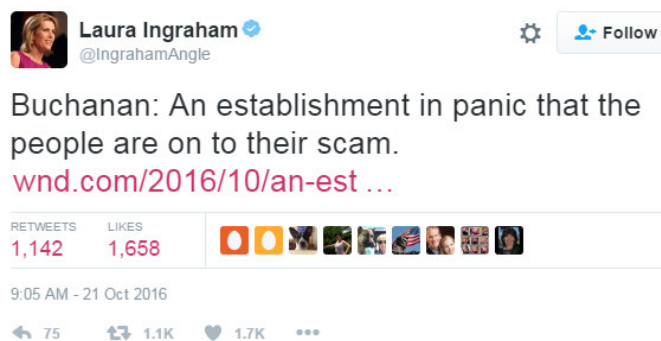 Laura Ingraham
@IngrahamAngle
Follow
Buchanan: An establishment in panic that the
people are on to their scam.
wnd.com/2016/10/an-est ...
RETWEETS LIKES
1,142 1,658
9:05 AM - 21 Oct 2016
75 1.1K 1.7K